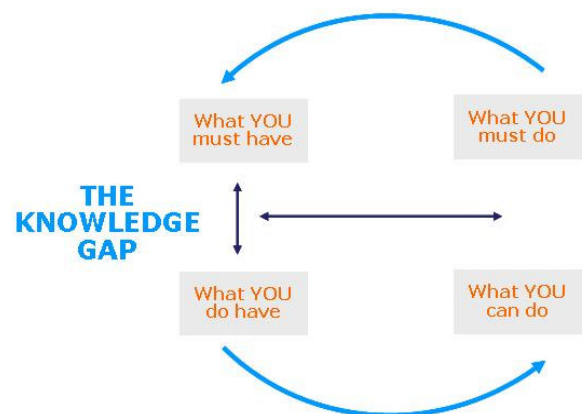 What YOU
must have
What YOU
must do
THE
KNOWLEDGE
GAP
What YOU
do have
What YOU
can do